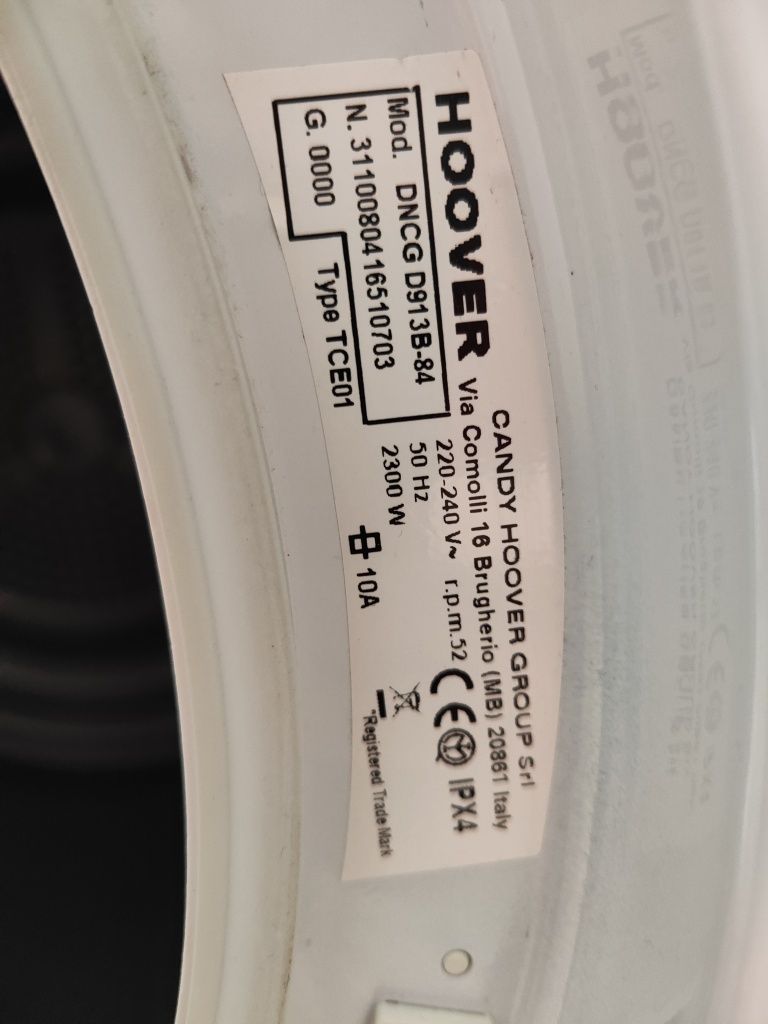 HOOVER
CANDY HOOVER GROUP Srl
Via Comolli 16 Brugherio (MB) 20861 Italy
Mod. DNCG D913B-84
N. 31100804 16510703
G. 0000
Type TCE01
220-240 V~ r.p.m.52
50 Hz
2300 W
10A
CE
IPX4
*Registered Trade Mark